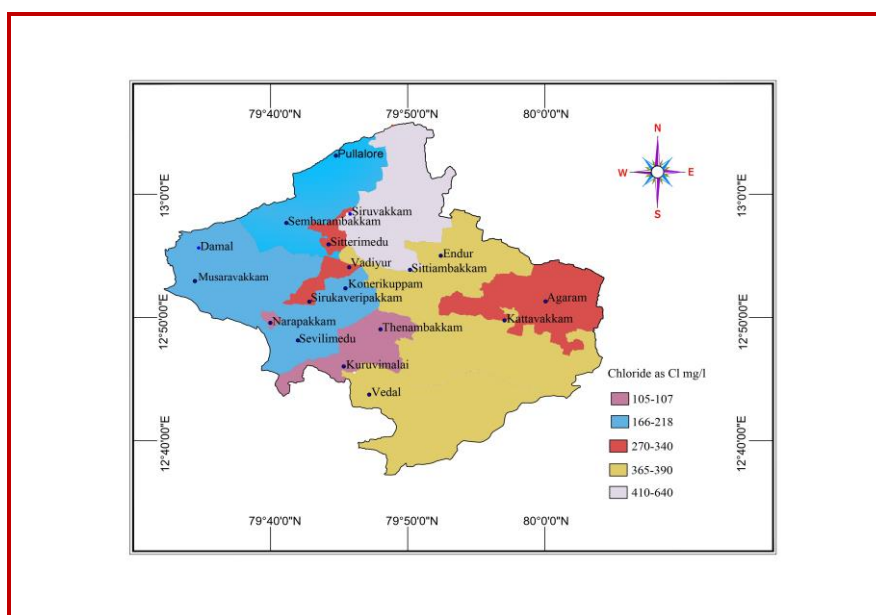 79°40'0"N 79°50'0"N 80°0'0"N
N
W E
S
13°0'0"E 13°0'0"E
Pullalore
Siruvakkam
Sembarambakkam
Sitterimedu
Damal
Endur
Vadiyur
Sittiambakkam
Musaravakkam
Konerikuppam
Sirukaveripakkam
Agaram
12°50'0"E 12°50'0"E
Narapakkam
Thenambakkam
Kattavakkam
Sevilimedu
Kuruvimalai
Vedal
Chloride as Cl mg/l
105-107
166-218
270-340
365-390
410-640
12°40'0"E 12°40'0"E
79°40'0"N 79°50'0"N 80°0'0"N